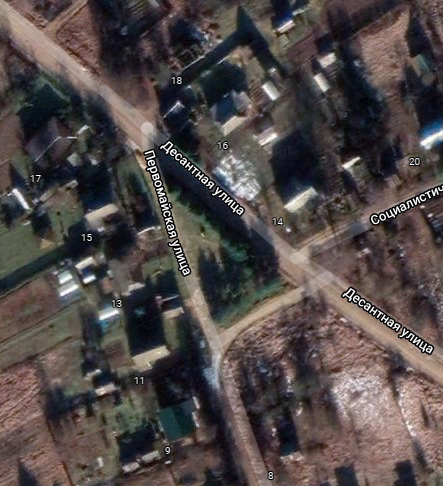 18
16
Десантная улица
Первомайская улица
20
17
Социалистич
14
15
Десантная улица
13
11
9
8